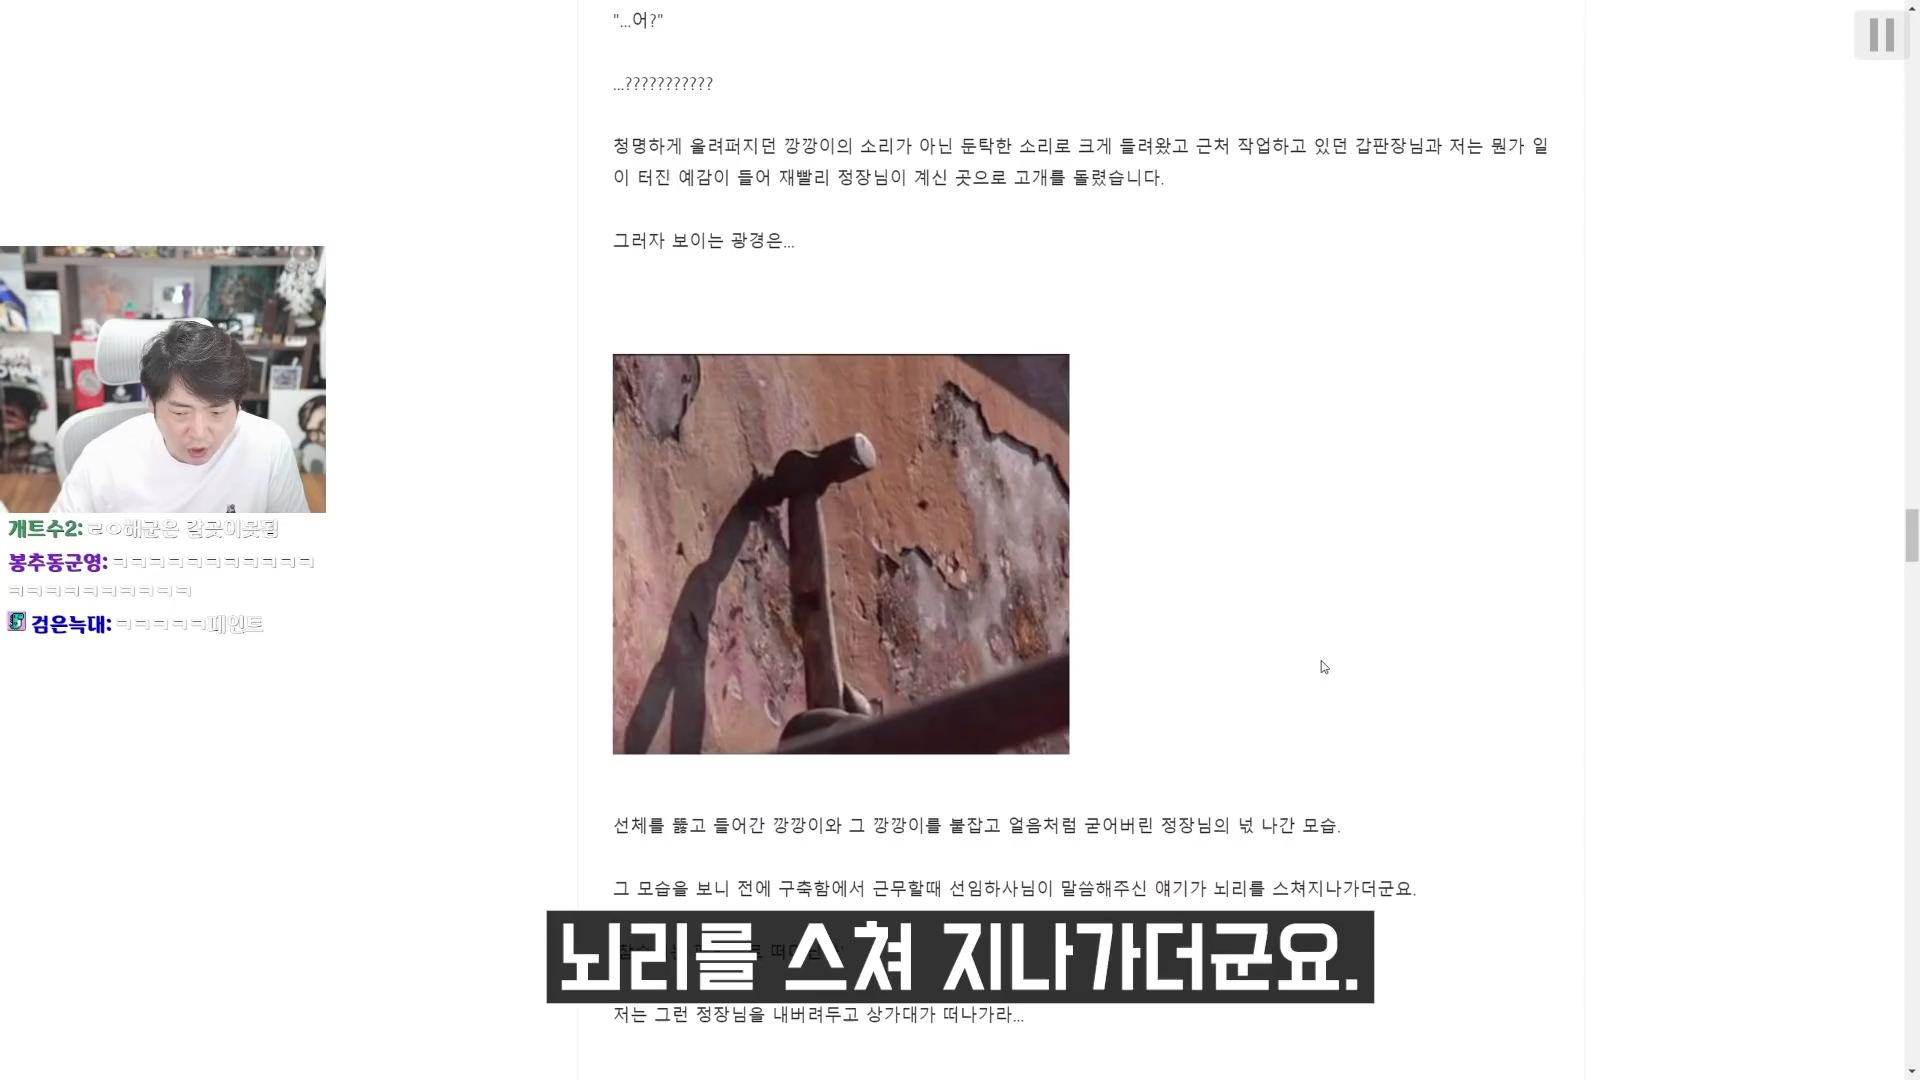 "...어?"
...???????????
청명하게 울려퍼지던 깡깡이의 소리가 아닌 둔탁한 소리로 크게 들려왔고 근처 작업하고 있던 갑판장님과 저는 뭔가 일
이 터진 예감이 들어 재빨리 정장님이 계신 곳으로 고개를 돌렸습니다.
그러자 보이는 광경은...
개트수2: ㄹㅇ해군은 갈곳이못됨
봉추동군영: ㅋㅋㅋㅋㅋㅋㅋㅋㅋㅋㅋ
ㅋㅋㅋㅋㅋㅋㅋㅋㅋㅋ
검은늑대: ㅋㅋㅋㅋㅋ페인트
선체를 뚫고 들어간 깡깡이와 그 깡깡이를 붙잡고 얼음처럼 굳어버린 정장님의 넋 나간 모습.
그 모습을 보니 전에 구축함에서 근무할때 선임하사님이 말씀해주신 얘기가 뇌리를 스쳐지나가더군요.
뇌리를 스쳐 지나가더군요.
저는 그런 정장님을 내버려두고 상가대가 떠나가라...